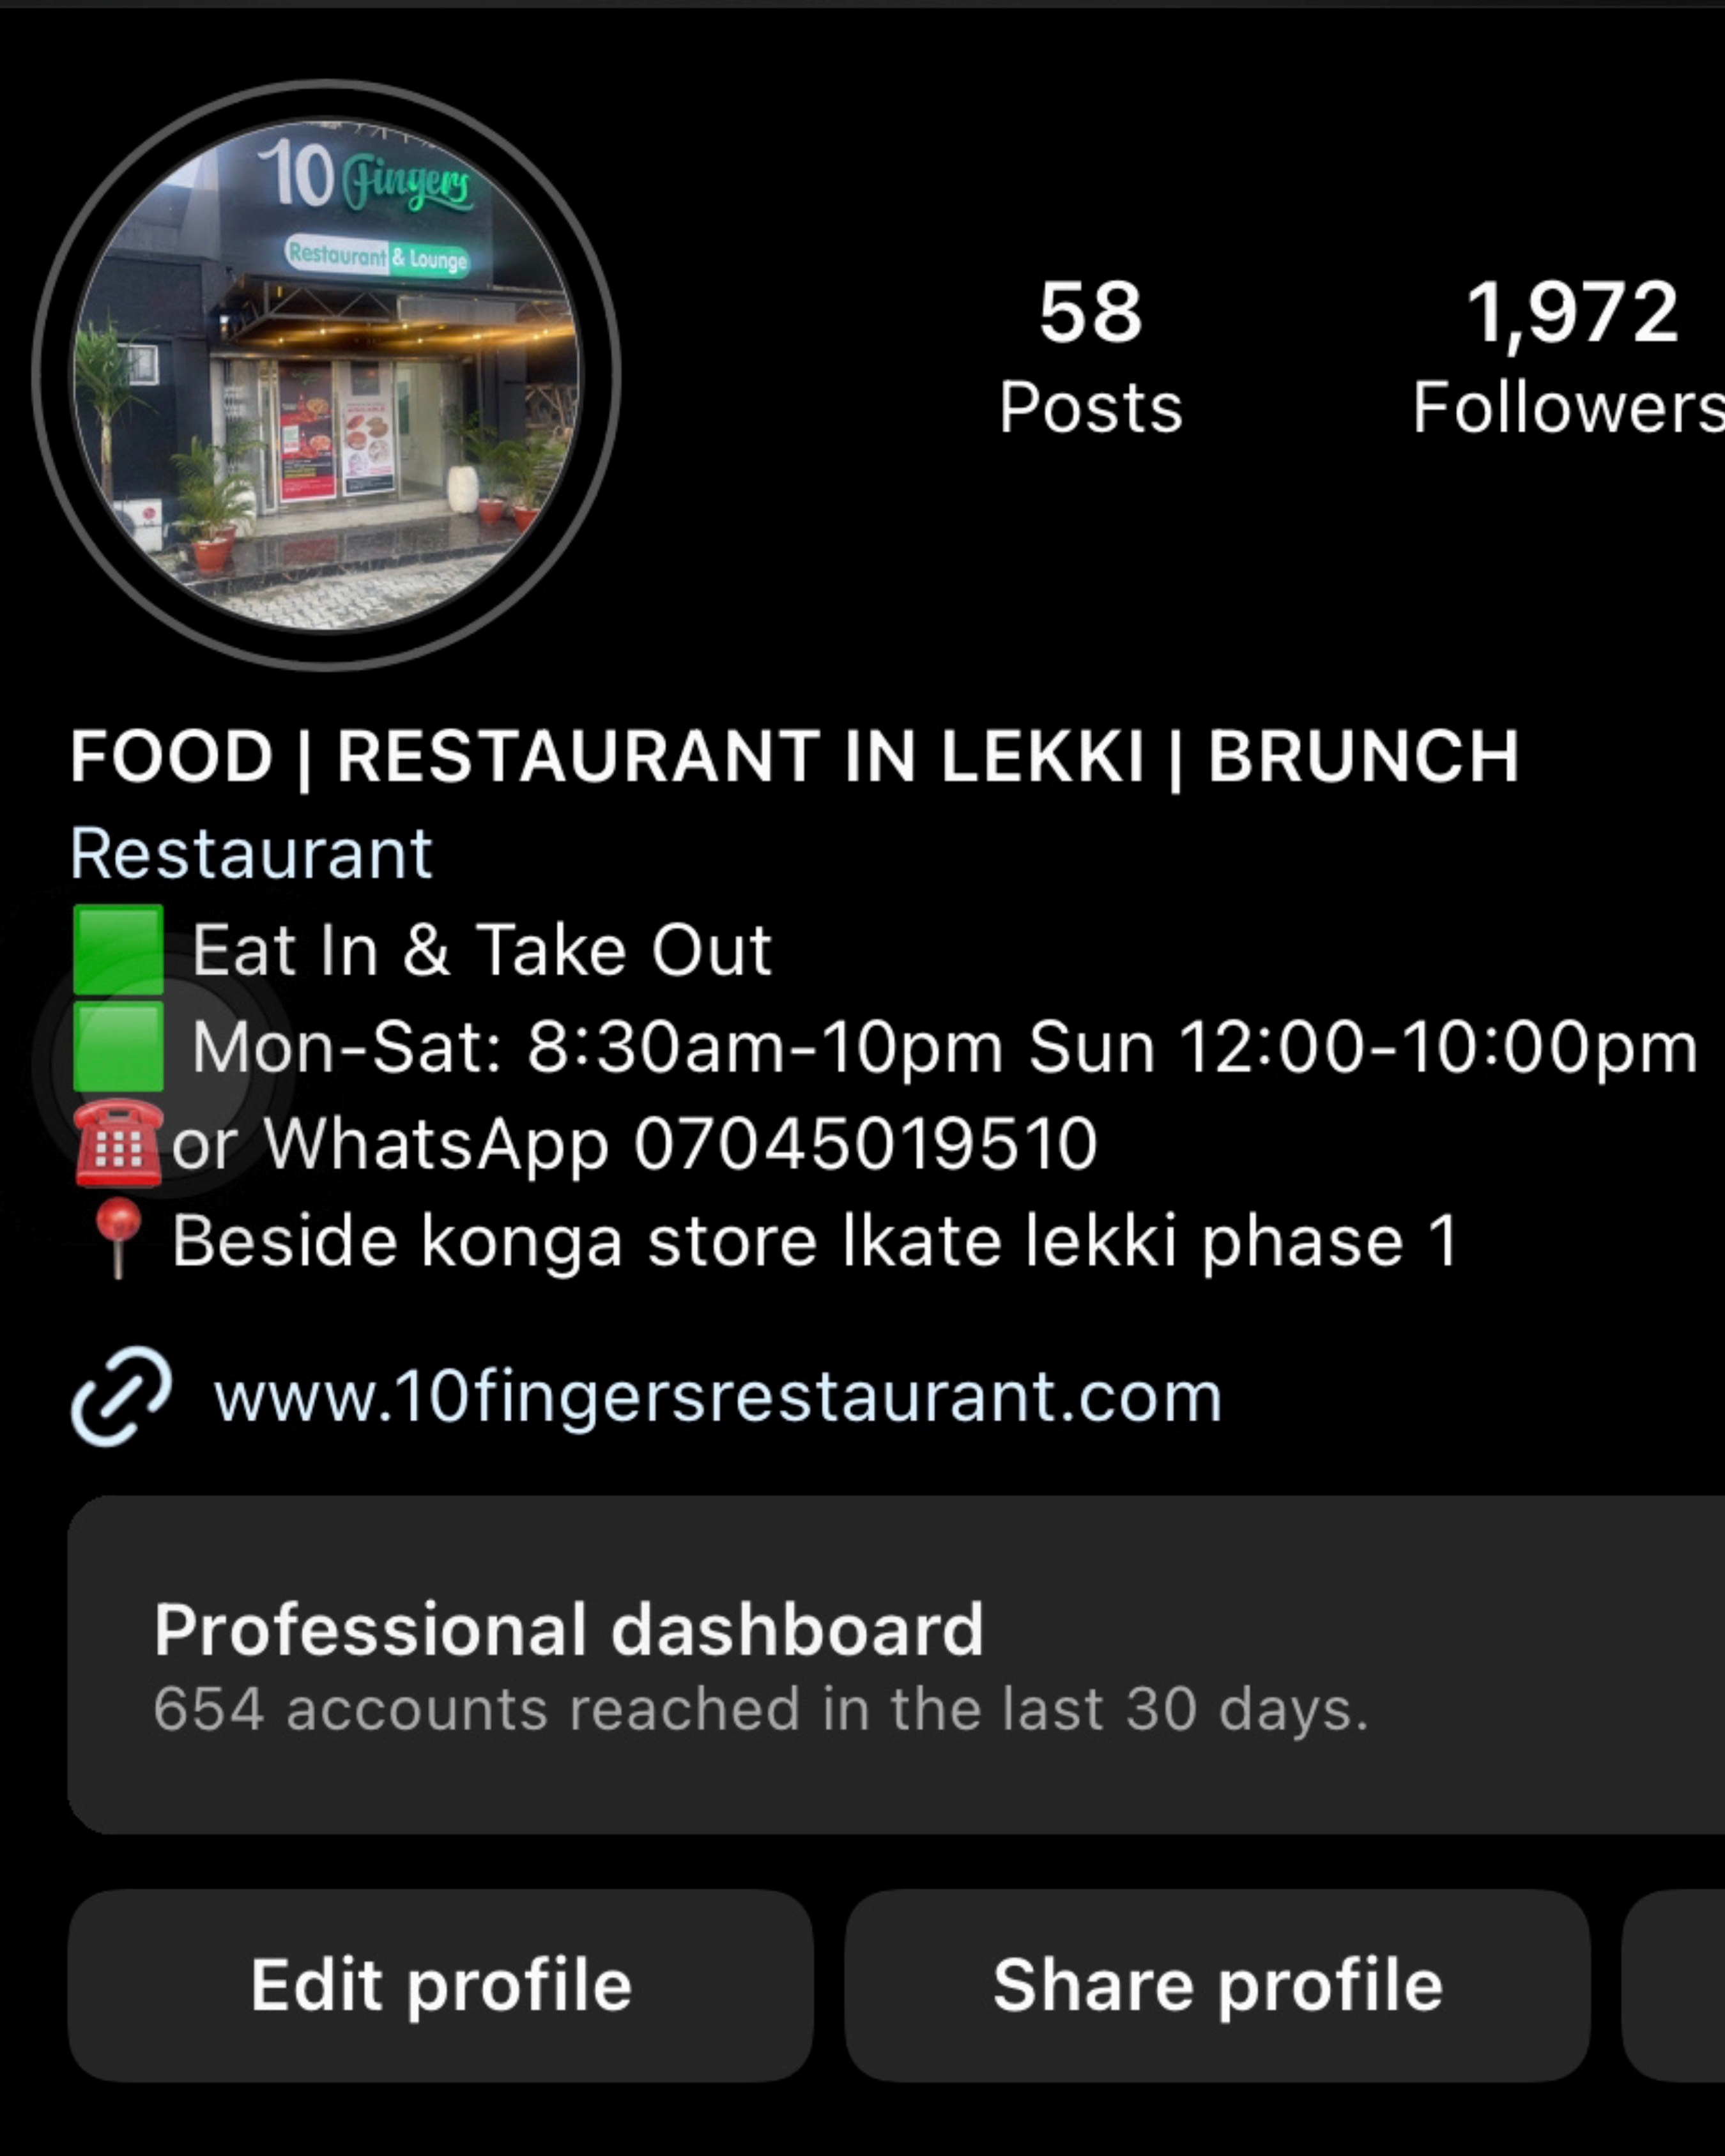 10 Fingers
Restaurant & Lounge
58
Posts
1,972
Followers
FOOD | RESTAURANT IN LEKKI | BRUNCH
Restaurant
🟩 Eat In & Take Out
🟩 Mon-Sat: 8:30am-10pm Sun 12:00-10:00pm
☎️or WhatsApp 07045019510
📍Beside konga store Ikate lekki phase 1
www.10fingersrestaurant.com
Professional dashboard
654 accounts reached in the last 30 days.
Edit profile
Share profile